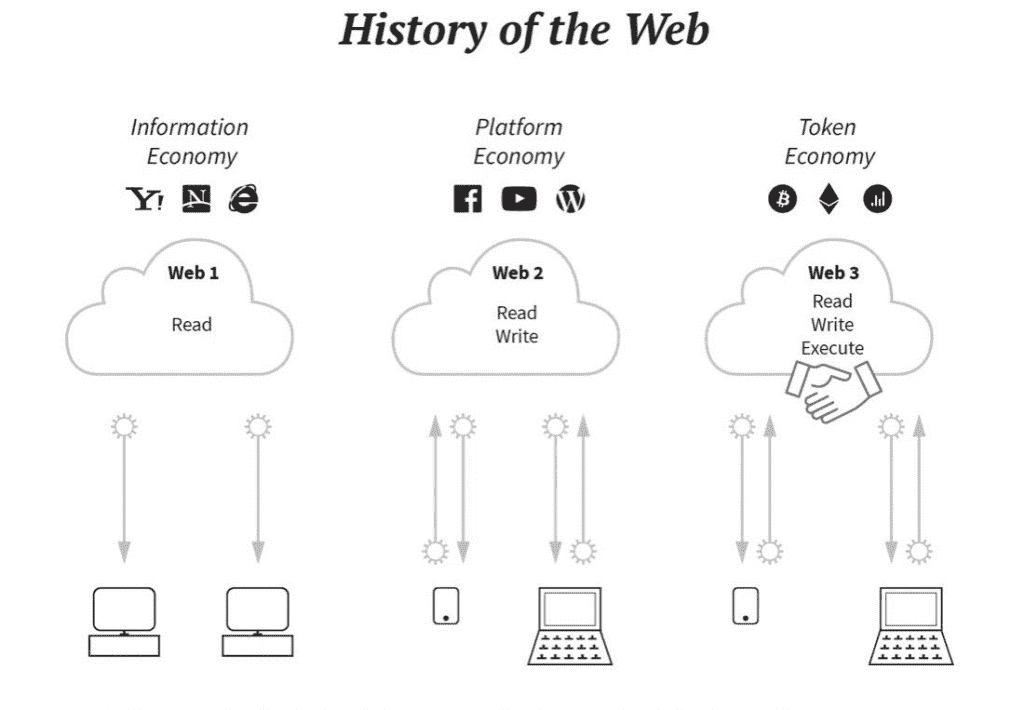 History of the Web
Information
Economy
Y!
N
e
Web 1
Read
Platform
Economy
f
W
Web 2
Read
Write
Token
Economy
B
Web 3
Read
Write
Execute